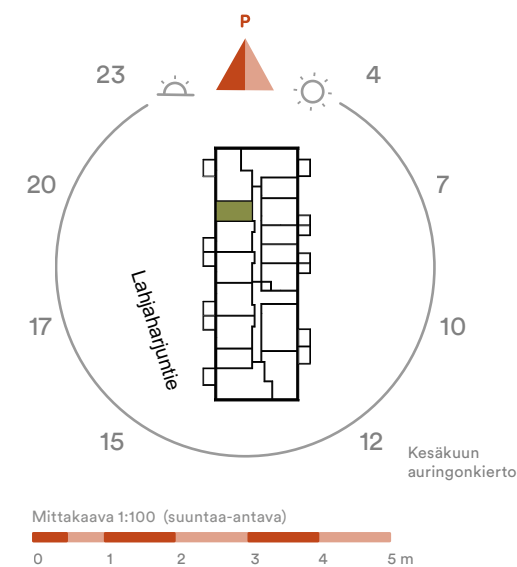 P
23
4
20
7
Lahjaharjuntie
17
10
15
12
Kesäkuun
auringonkierto
Mittakaava 1:100 (suuntaa-antava)
0 1 2 3 4 5 m